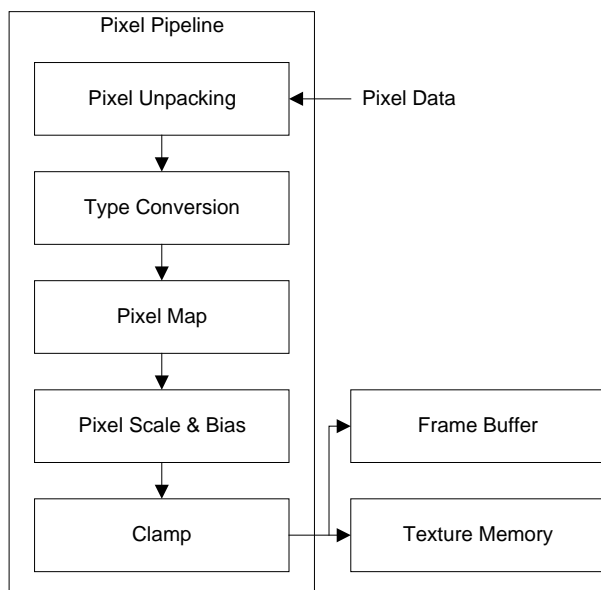 Pixel Pipeline
Pixel Unpacking
Pixel Data
Type Conversion
Pixel Map
Pixel Scale & Bias
Frame Buffer
Clamp
Texture Memory